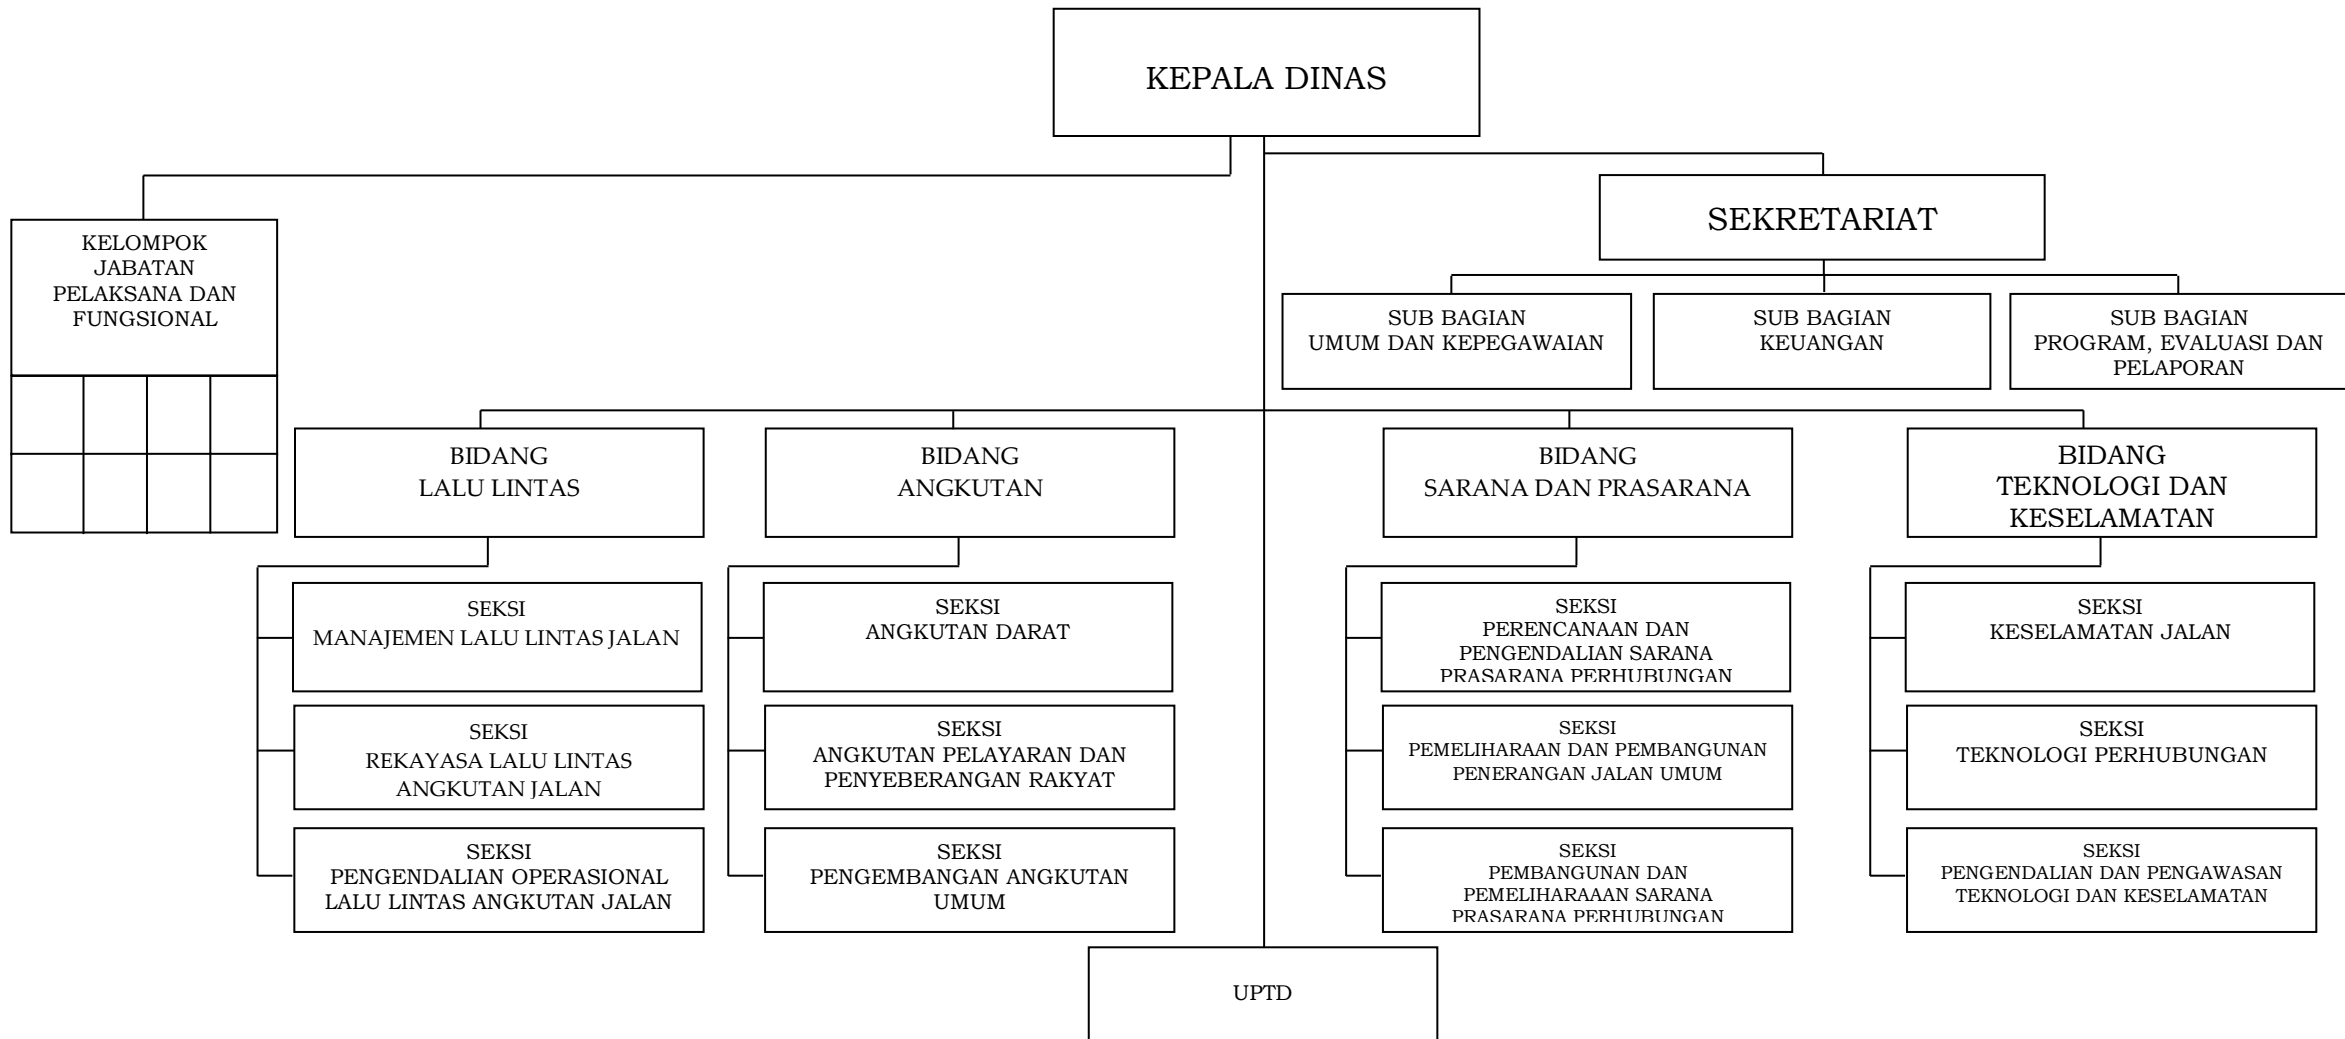 KEPALA DINAS
SEKRETARIAT
KELOMPOK
JABATAN
PELAKSANA DAN
FUNGSIONAL
SUB BAGIAN
UMUM DAN KEPEGAWAIAN
SUB BAGIAN
KEUANGAN
SUB BAGIAN
PROGRAM, EVALUASI DAN
PELAPORAN
BIDANG
LALU LINTAS
BIDANG
ANGKUTAN
BIDANG
SARANA DAN PRASARANA
BIDANG
TEKNOLOGI DAN
KESELAMATAN
SEKSI
MANAJEMEN LALU LINTAS JALAN
SEKSI
ANGKUTAN DARAT
SEKSI
PERENCANAAN DAN
PENGENDALIAN SARANA
PRASARANA PERHUBUNGAN
SEKSI
KESELAMATAN JALAN
SEKSI
REKAYASA LALU LINTAS
ANGKUTAN JALAN
SEKSI
ANGKUTAN PELAYARAN DAN
PENYEBERANGAN RAKYAT
SEKSI
PEMELIHARAAN DAN PEMBANGUNAN
PENERANGAN JALAN UMUM
SEKSI
TEKNOLOGI PERHUBUNGAN
SEKSI
PENGENDALIAN OPERASIONAL
LALU LINTAS ANGKUTAN JALAN
SEKSI
PENGEMBANGAN ANGKUTAN
UMUM
SEKSI
PEMBANGUNAN DAN
PEMELIHARAAAN SARANA
PRASARANA PERHUBUNGAN
SEKSI
PENGENDALIAN DAN PENGAWASAN
TEKNOLOGI DAN KESELAMATAN
UPTD